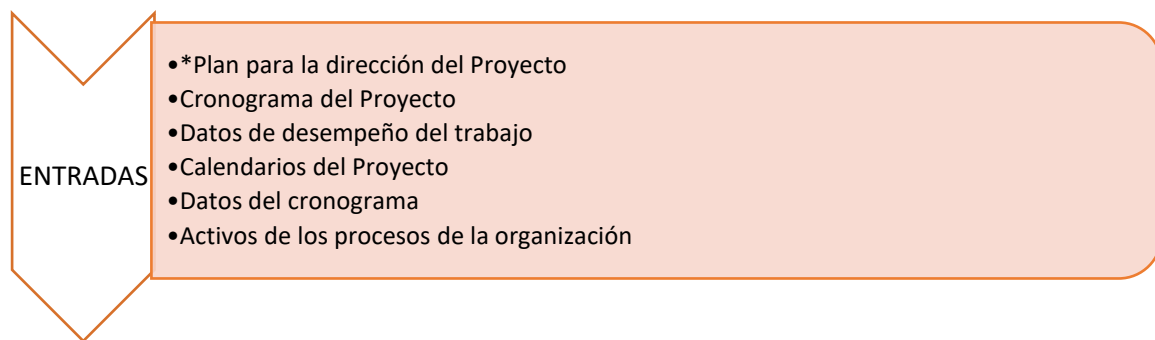 ENTRADAS
•*Plan para la dirección del Proyecto
•Cronograma del Proyecto
•Datos de desempeño del trabajo
•Calendarios del Proyecto
•Datos del cronograma
•Activos de los procesos de la organización